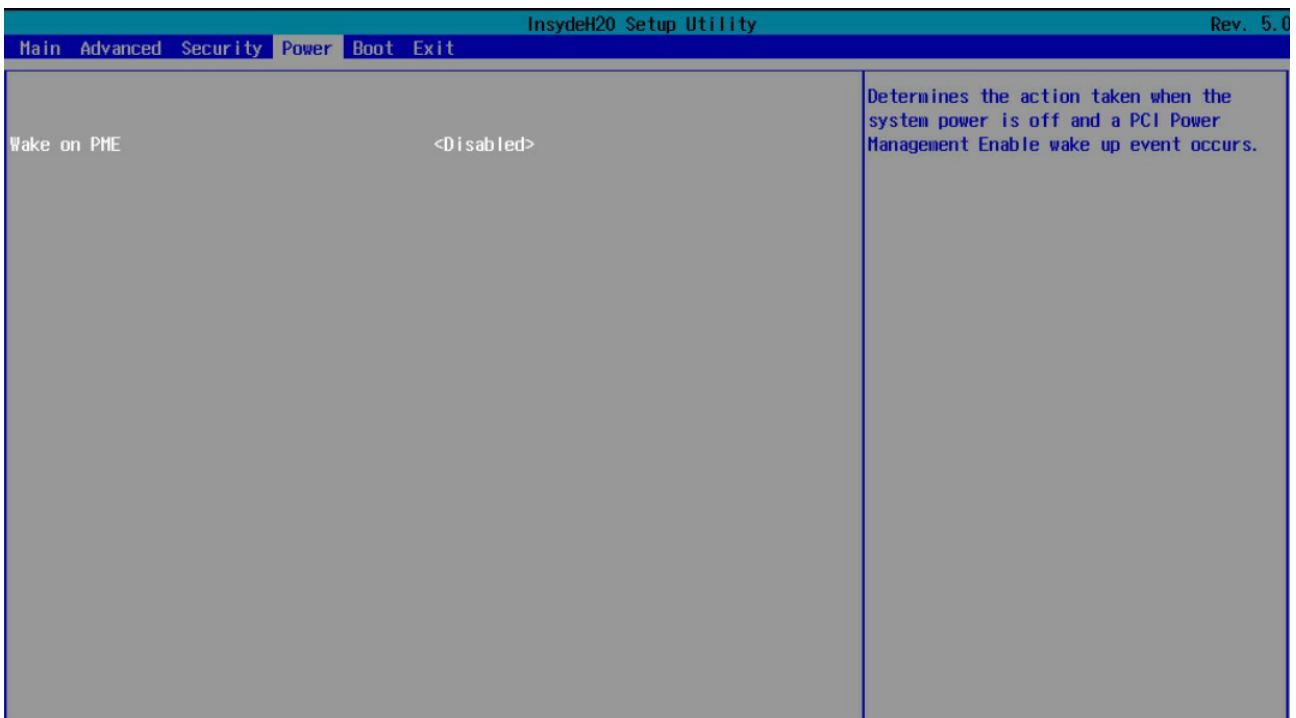 InsydeH20 Setup Utility Rev. 5.0
Main Advanced Security Power Boot Exit
Wake on PME <Disabled>
Determines the action taken when the
system power is off and a PCI Power
Management Enable wake up event occurs.